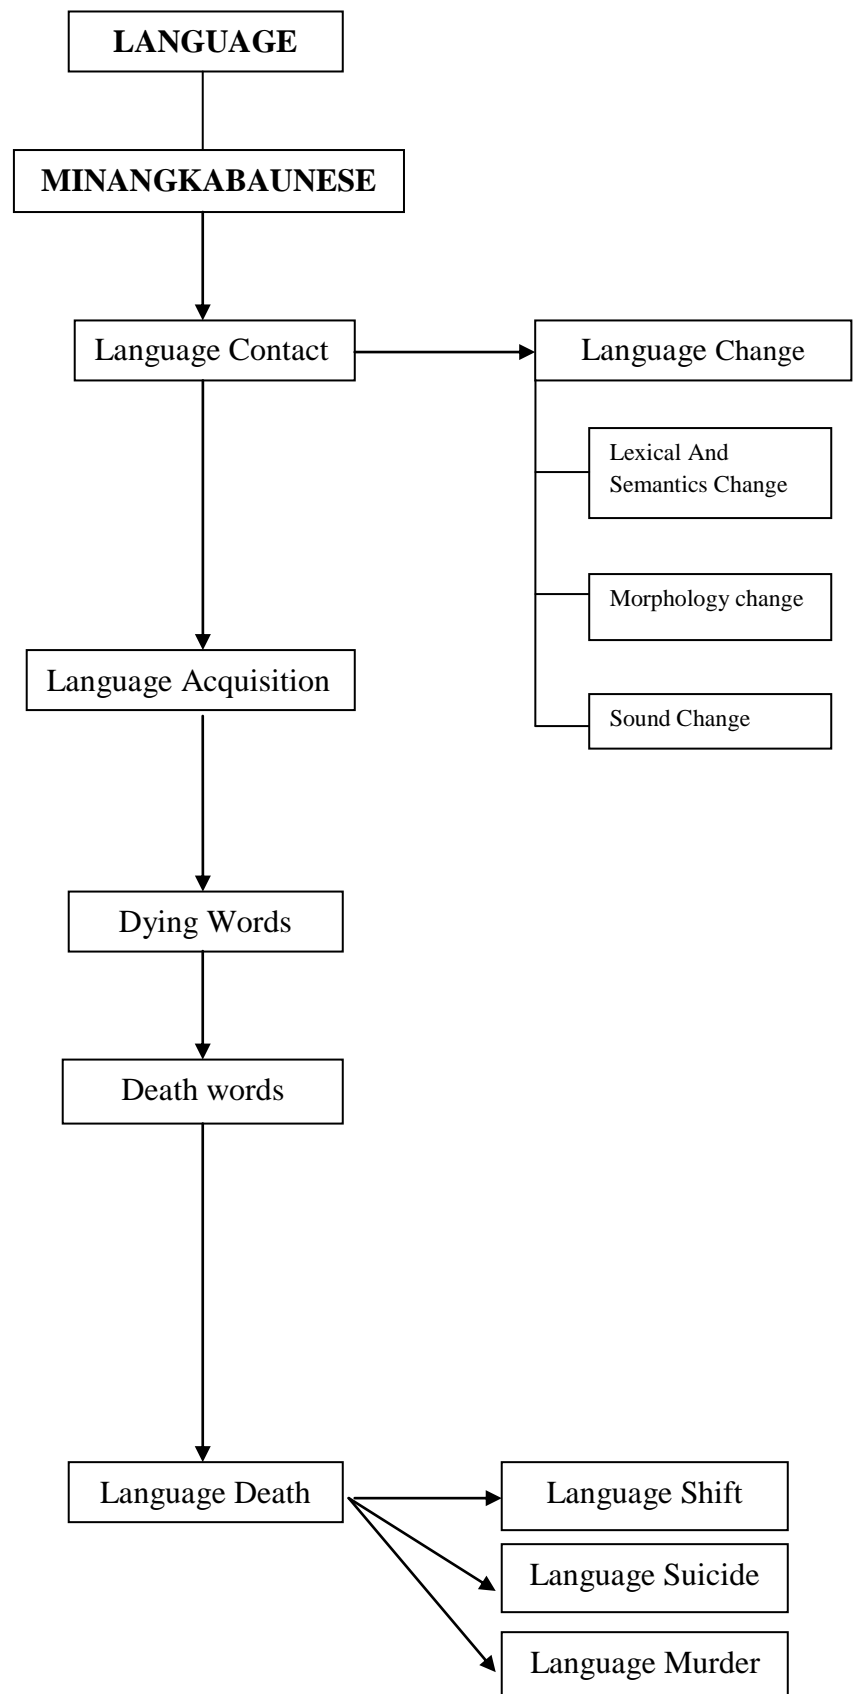 LANGUAGE
MINANGKABAUNESE
Language Contact
Language Change
Lexical And
Semantics Change
Morphology change
Sound Change
Language Acquisition
Dying Words
Death words
Language Death
Language Shift
Language Suicide
Language Murder